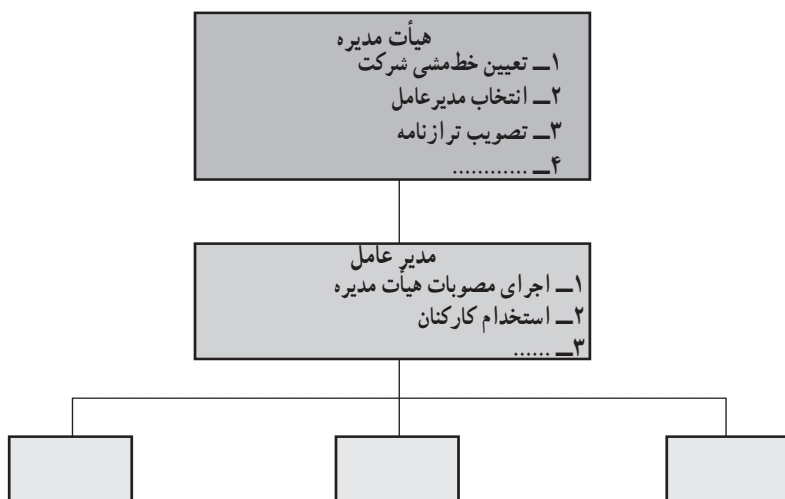 هیأت مدیره
۱ــ تعیین خط‌مشی شرکت
۲ــ انتخاب مدیرعامل
۳ــ تصویب ترازنامه
۴ــ ............
مدیر عامل
۱ــ اجرای مصوبات هیأت مدیره
۲ــ استخدام کارکنان
۳ــ ......